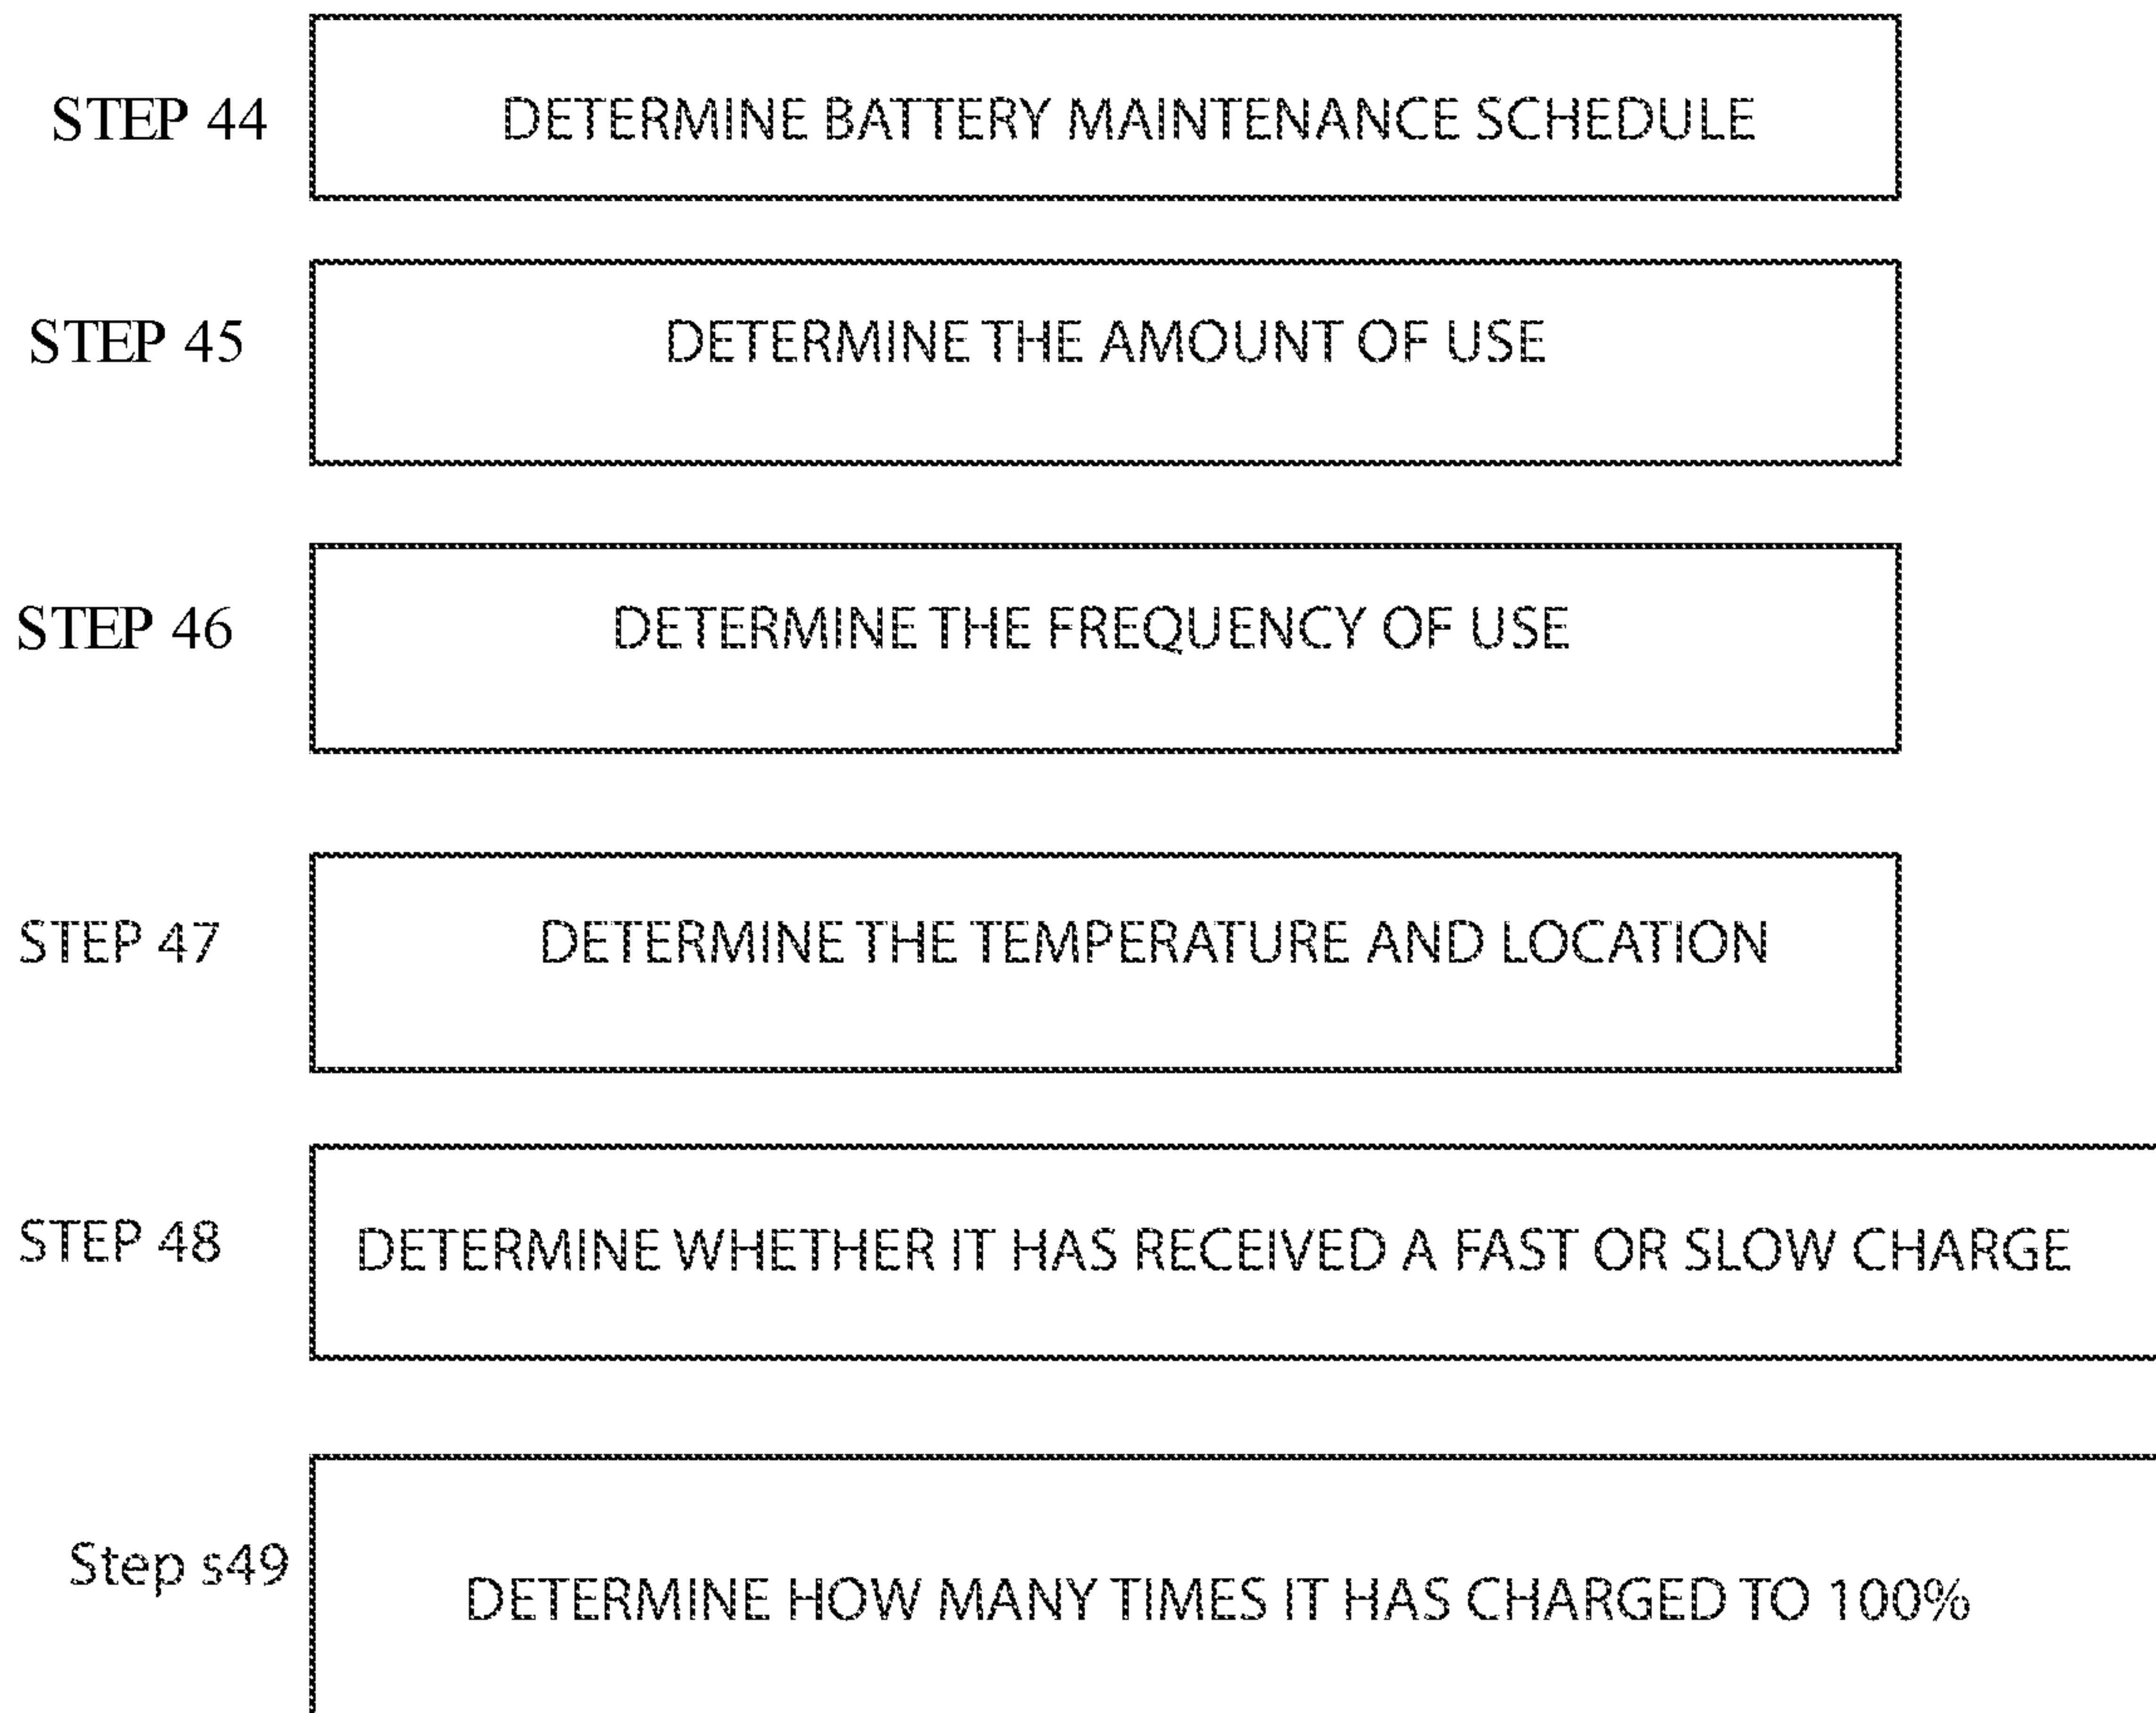 STEP 44 DETERMINE BATTERY MAINTENANCE SCHEDULE
STEP 45 DETERMINE THE AMOUNT OF USE
STEP 46 DETERMINE THE FREQUENCY OF USE
STEP 47 DETERMINE THE TEMPERATURE AND LOCATION
STEP 48 DETERMINE WHETHER IT HAS RECEIVED A FAST OR SLOW CHARGE
Step s49 DETERMINE HOW MANY TIMES IT HAS CHARGED TO 100%